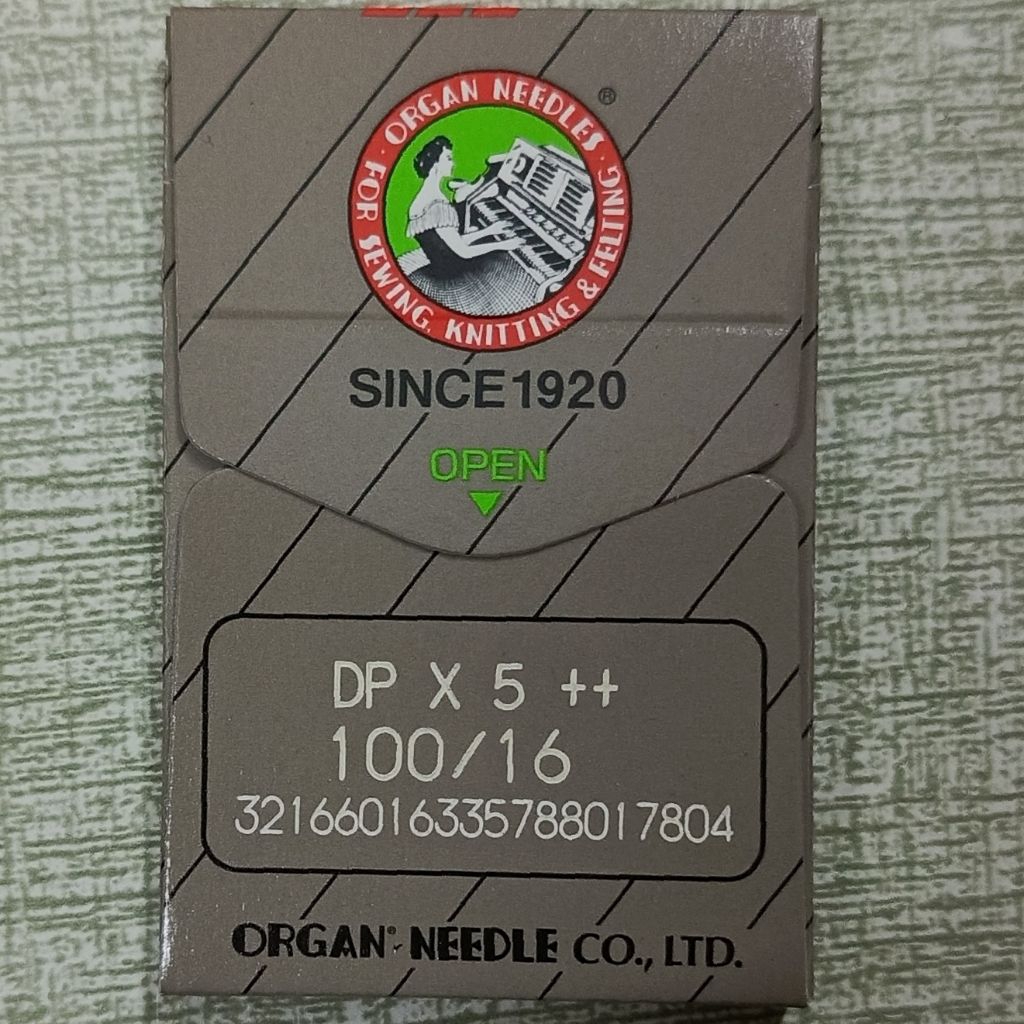 ORGAN NEEDLES · FOR SEWING, KNITTING & FELTING ·
®
SINCE 1920
OPEN
DP X 5 ++
100/16
32166016335788017804
ORGAN® NEEDLE CO., LTD.